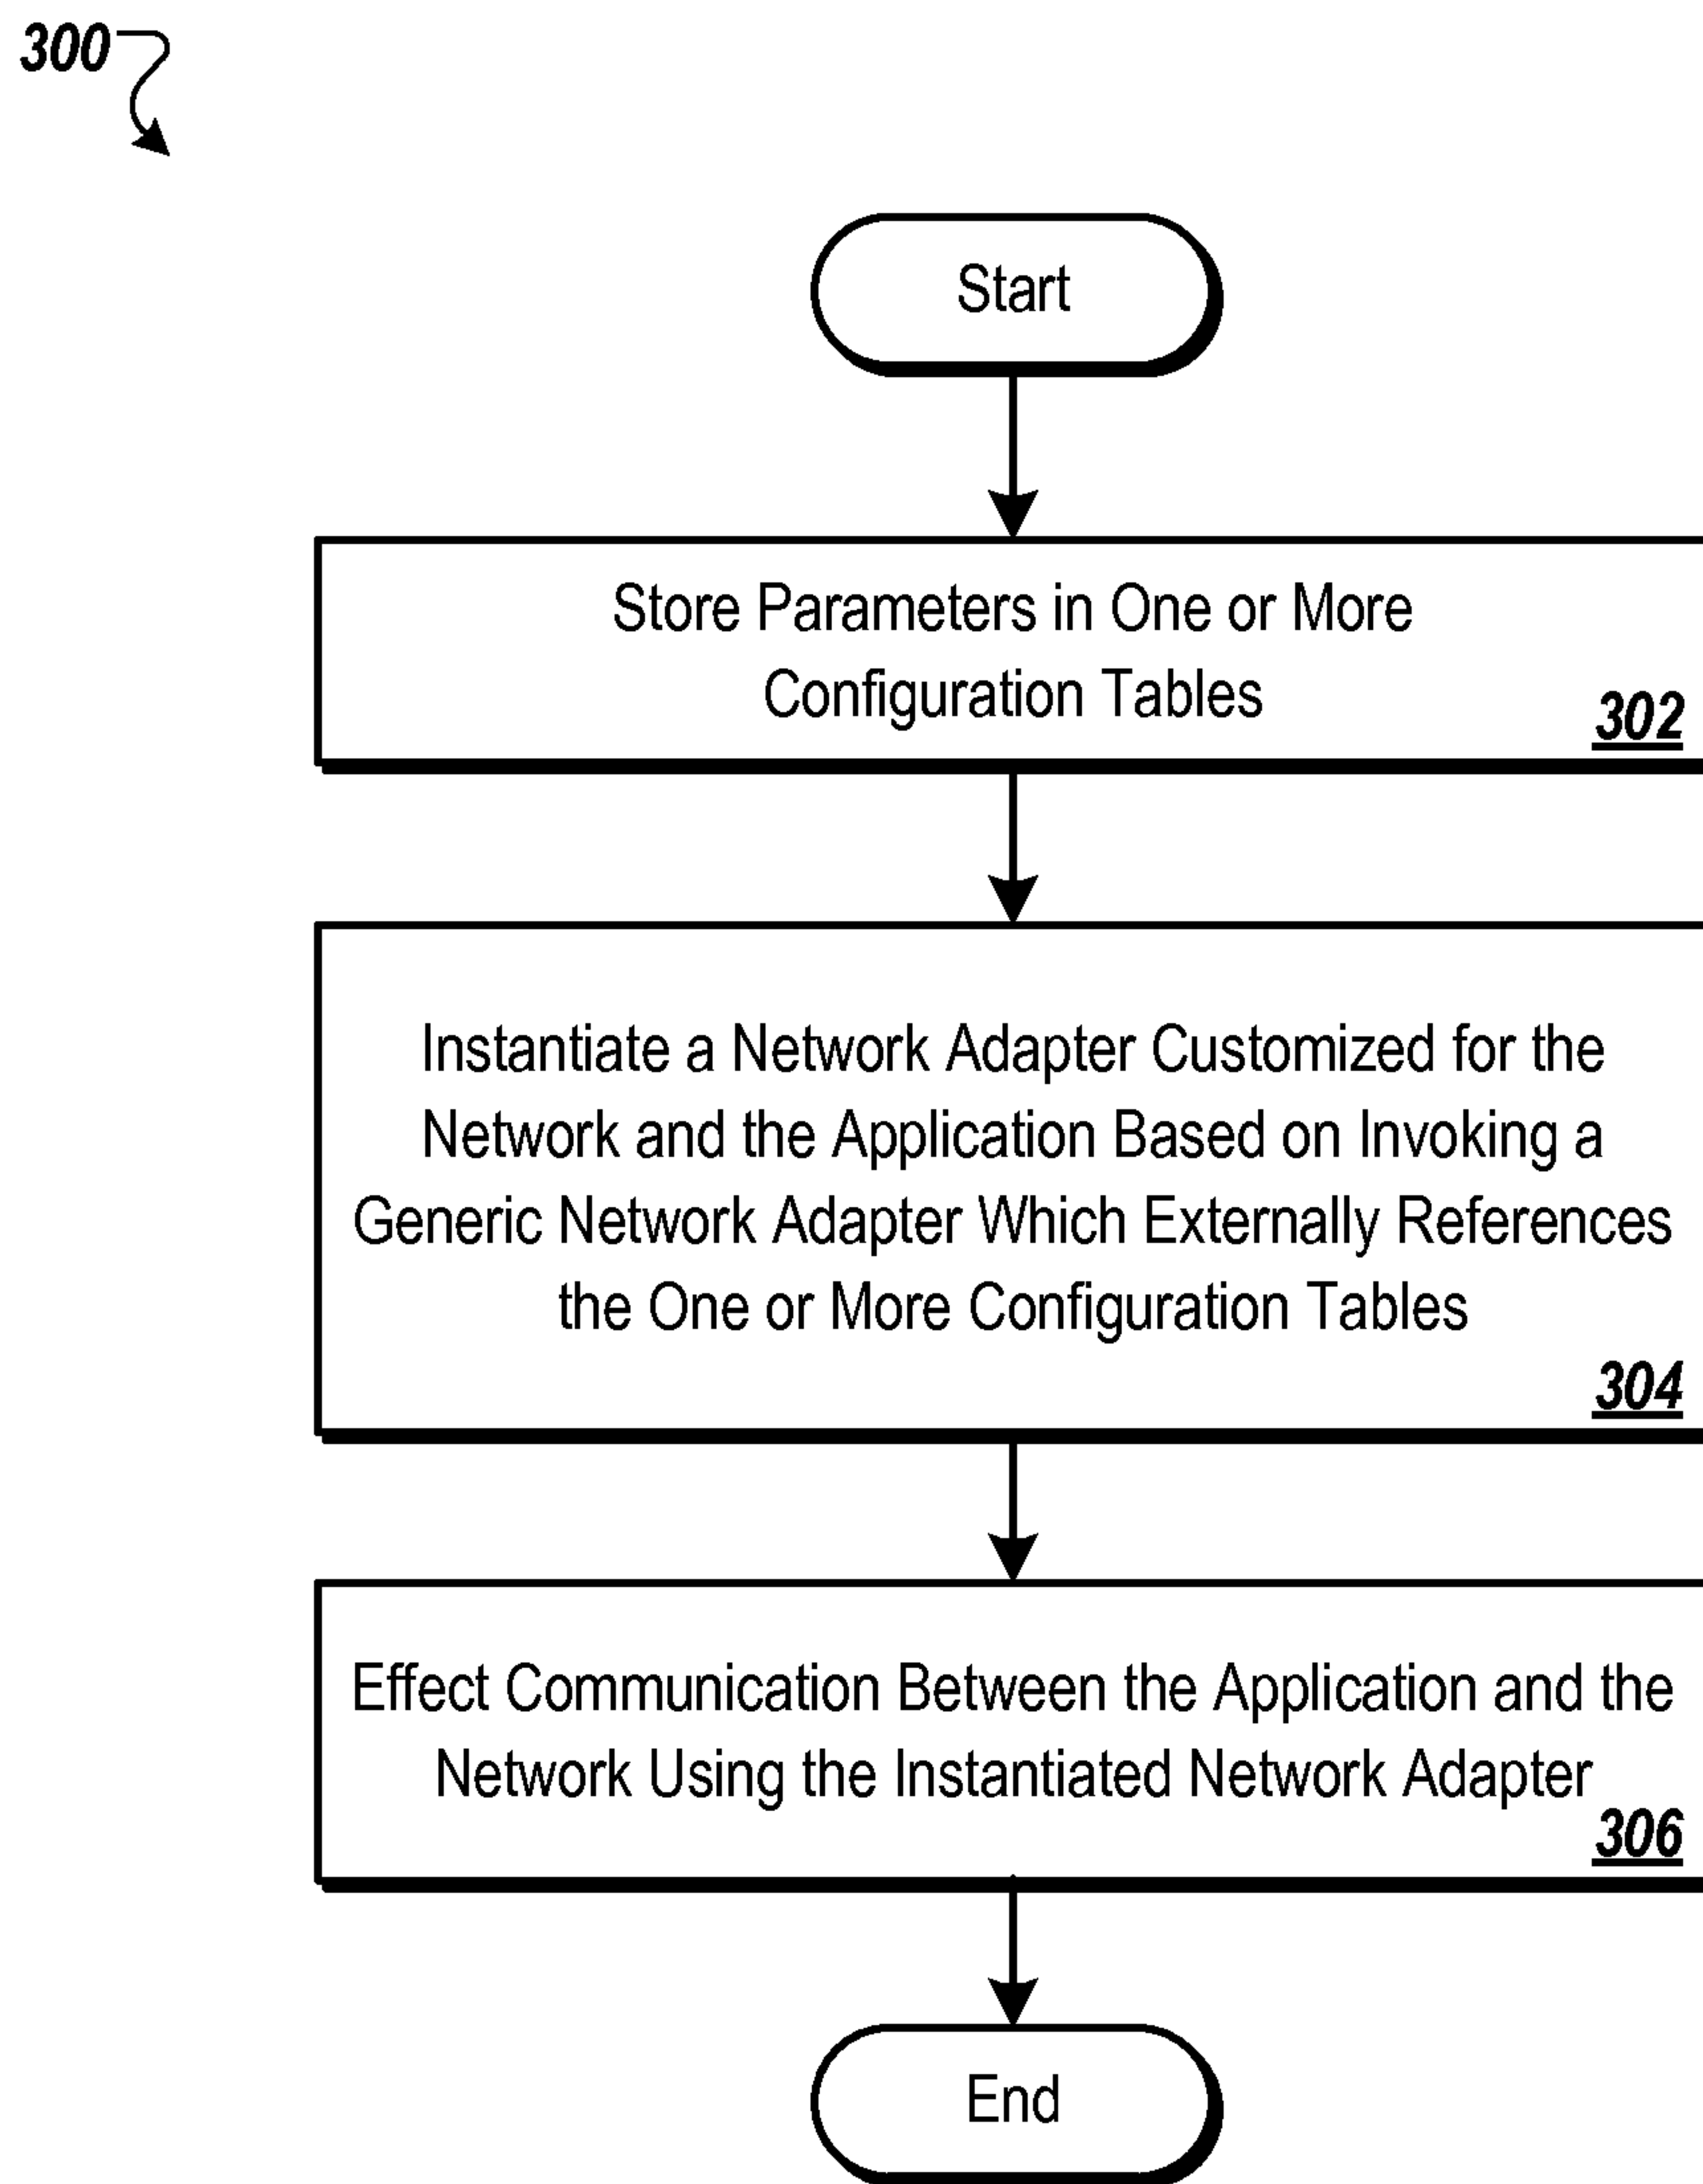 300
Start
Store Parameters in One or More
Configuration Tables
302
Instantiate a Network Adapter Customized for the
Network and the Application Based on Invoking a
Generic Network Adapter Which Externally References
the One or More Configuration Tables
304
Effect Communication Between the Application and the
Network Using the Instantiated Network Adapter
306
End